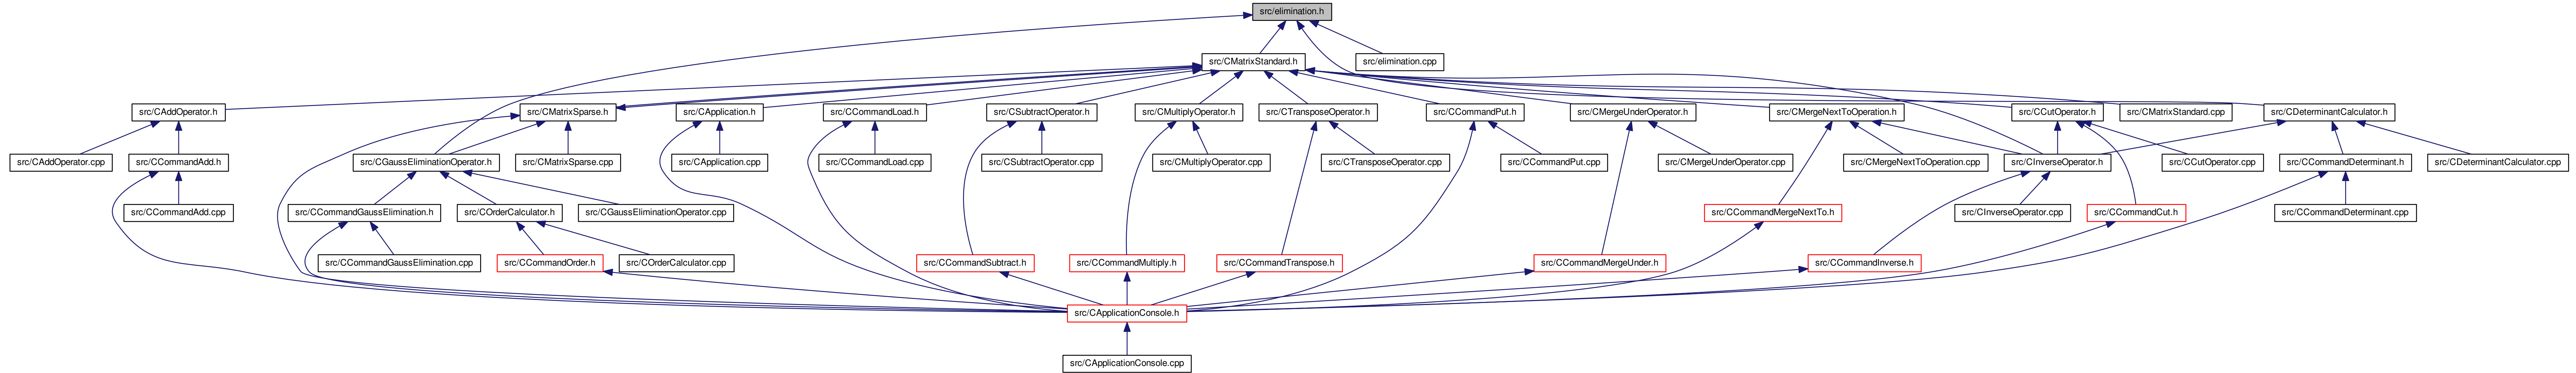 src/elimination.h
src/CMatrixStandard.h
src/elimination.cpp
src/CAddOperator.h
src/CMatrixSparse.h
src/CApplication.h
src/CCommandLoad.h
src/CSubtractOperator.h
src/CMultiplyOperator.h
src/CTransposeOperator.h
src/CCommandPut.h
src/CMergeUnderOperator.h
src/CMergeNextToOperation.h
src/CCutOperator.h
src/CMatrixStandard.cpp
src/CDeterminantCalculator.h
src/CAddOperator.cpp
src/CCommandAdd.h
src/CGaussEliminationOperator.h
src/CMatrixSparse.cpp
src/CApplication.cpp
src/CCommandLoad.cpp
src/CSubtractOperator.cpp
src/CMultiplyOperator.cpp
src/CTransposeOperator.cpp
src/CCommandPut.cpp
src/CMergeUnderOperator.cpp
src/CMergeNextToOperation.cpp
src/CInverseOperator.h
src/CCutOperator.cpp
src/CCommandDeterminant.h
src/CDeterminantCalculator.cpp
src/CCommandAdd.cpp
src/CCommandGaussElimination.h
src/COrderCalculator.h
src/CGaussEliminationOperator.cpp
src/CCommandMergeNextTo.h
src/CInverseOperator.cpp
src/CCommandCut.h
src/CCommandDeterminant.cpp
src/CCommandGaussElimination.cpp
src/CCommandOrder.h
src/COrderCalculator.cpp
src/CCommandSubtract.h
src/CCommandMultiply.h
src/CCommandTranspose.h
src/CCommandMergeUnder.h
src/CCommandInverse.h
src/CApplicationConsole.h
src/CApplicationConsole.cpp